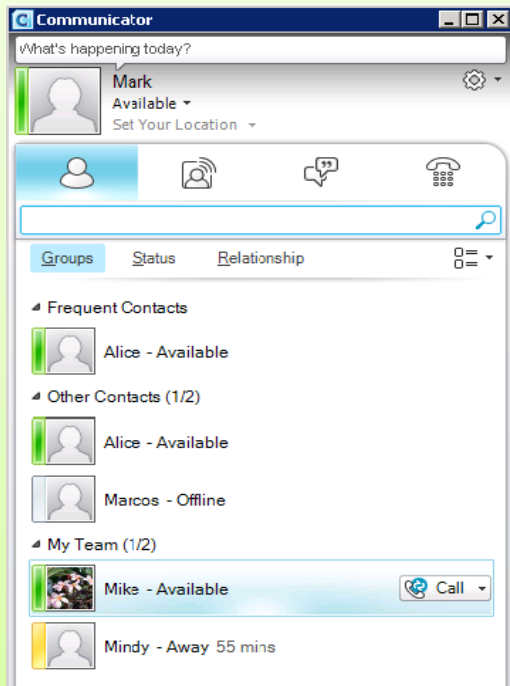 Communicator
What's happening today?
Mark
Available
Set Your Location
Groups Status Relationship
Frequent Contacts
Alice - Available
Other Contacts (1/2)
Alice - Available
Marcos - Offline
My Team (1/2)
Mike - Available Call
Mindy - Away 55 mins